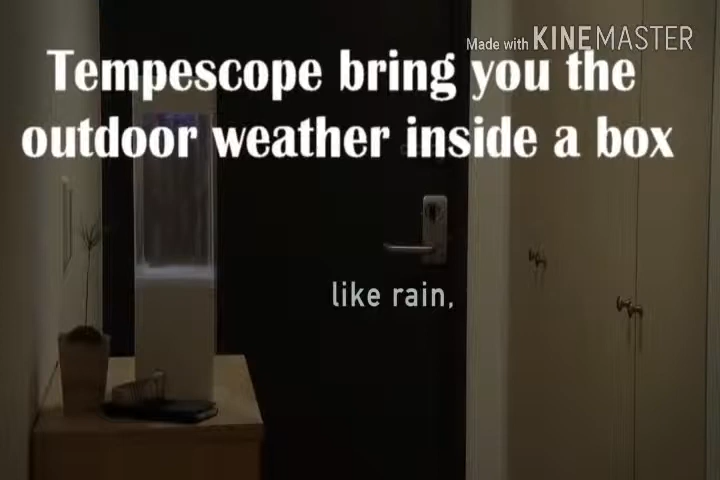 Made with KINEMASTER
Tempescope bring you the
outdoor weather inside a box
like rain,